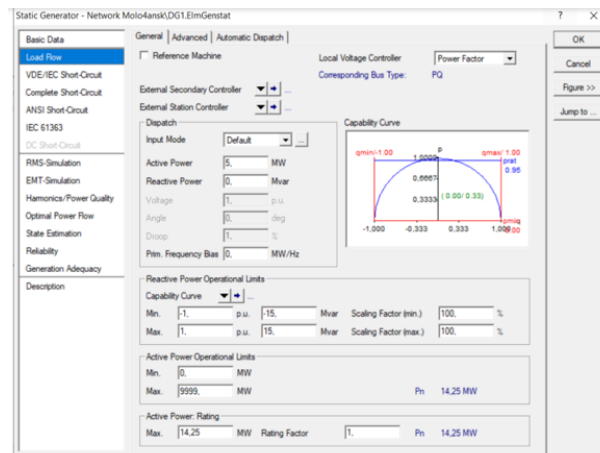 Static Generator - Network Molo4ansk\DG1.ElmGenstat
? X
Basic Data
Load Flow
VDE/IEC Short-Circuit
Complete Short-Circuit
ANSI Short-Circuit
IEC 61363
DC Short-Circuit
RMS-Simulation
EMT-Simulation
Harmonics/Power Quality
Optimal Power Flow
State Estimation
Reliability
Generation Adequacy
Description
General Advanced Automatic Dispatch
Reference Machine
Local Voltage Controller Power Factor
Corresponding Bus Type: PQ
External Secondary Controller ...
External Station Controller ...
Dispatch
Input Mode Default ...
Active Power 5, MW
Reactive Power 0, Mvar
Voltage 1, p.u.
Angle 0, deg
Droop 1, %
Prim. Frequency Bias 0, MW/Hz
Capability Curve
qmin/-1.00 p qmax/ 1.00
1,0000 prat
0.95
0,6667
0,3333 ( 0.00/ 0.33)
-1,000 -0,333 0,333 1,000
Reactive Power Operational Limits
Capability Curve ...
Min. -1, p.u. -15, Mvar Scaling Factor (min.) 100, %
Max. 1, p.u. 15, Mvar Scaling Factor (max.) 100, %
Active Power Operational Limits
Min. 0, MW
Max. 9999, MW Pn 14,25 MW
Active Power: Rating
Max. 14,25 MW Rating Factor 1, Pn 14,25 MW
OK
Cancel
Figure >>
Jump to ...